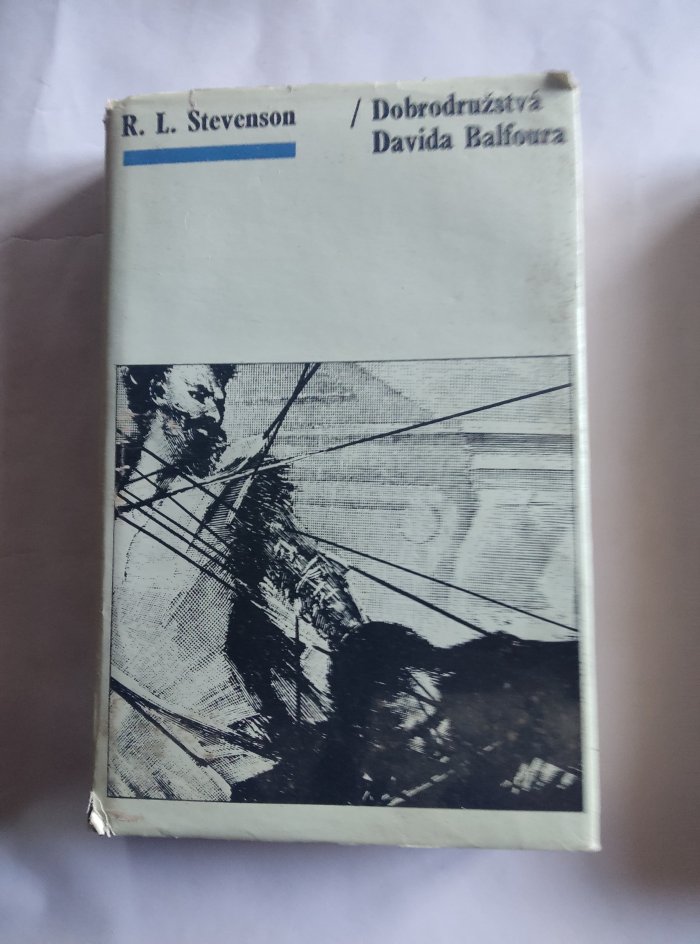 R. L. Stevenson / Dobrodružstvá
Davida Balfoura